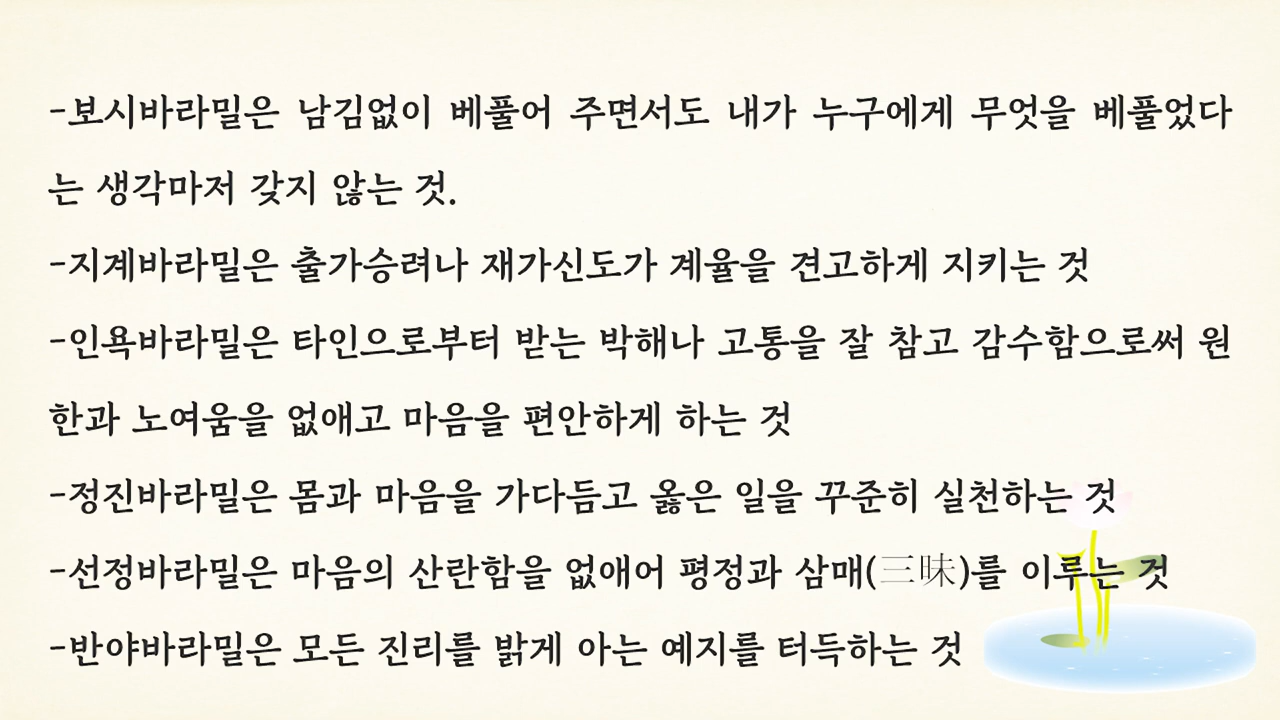 -보시바라밀은 남김없이 베풀어 주면서도 내가 누구에게 무엇을 베풀었다
는 생각마저 갖지 않는 것.
-지계바라밀은 출가승려나 재가신도가 계율을 견고하게 지키는 것
-인욕바라밀은 타인으로부터 받는 박해나 고통을 잘 참고 감수함으로써 원
한과 노여움을 없애고 마음을 편안하게 하는 것
-정진바라밀은 몸과 마음을 가다듬고 옳은 일을 꾸준히 실천하는 것
-선정바라밀은 마음의 산란함을 없애어 평정과 삼매(三昧)를 이루는 것
-반야바라밀은 모든 진리를 밝게 아는 예지를 터득하는 것